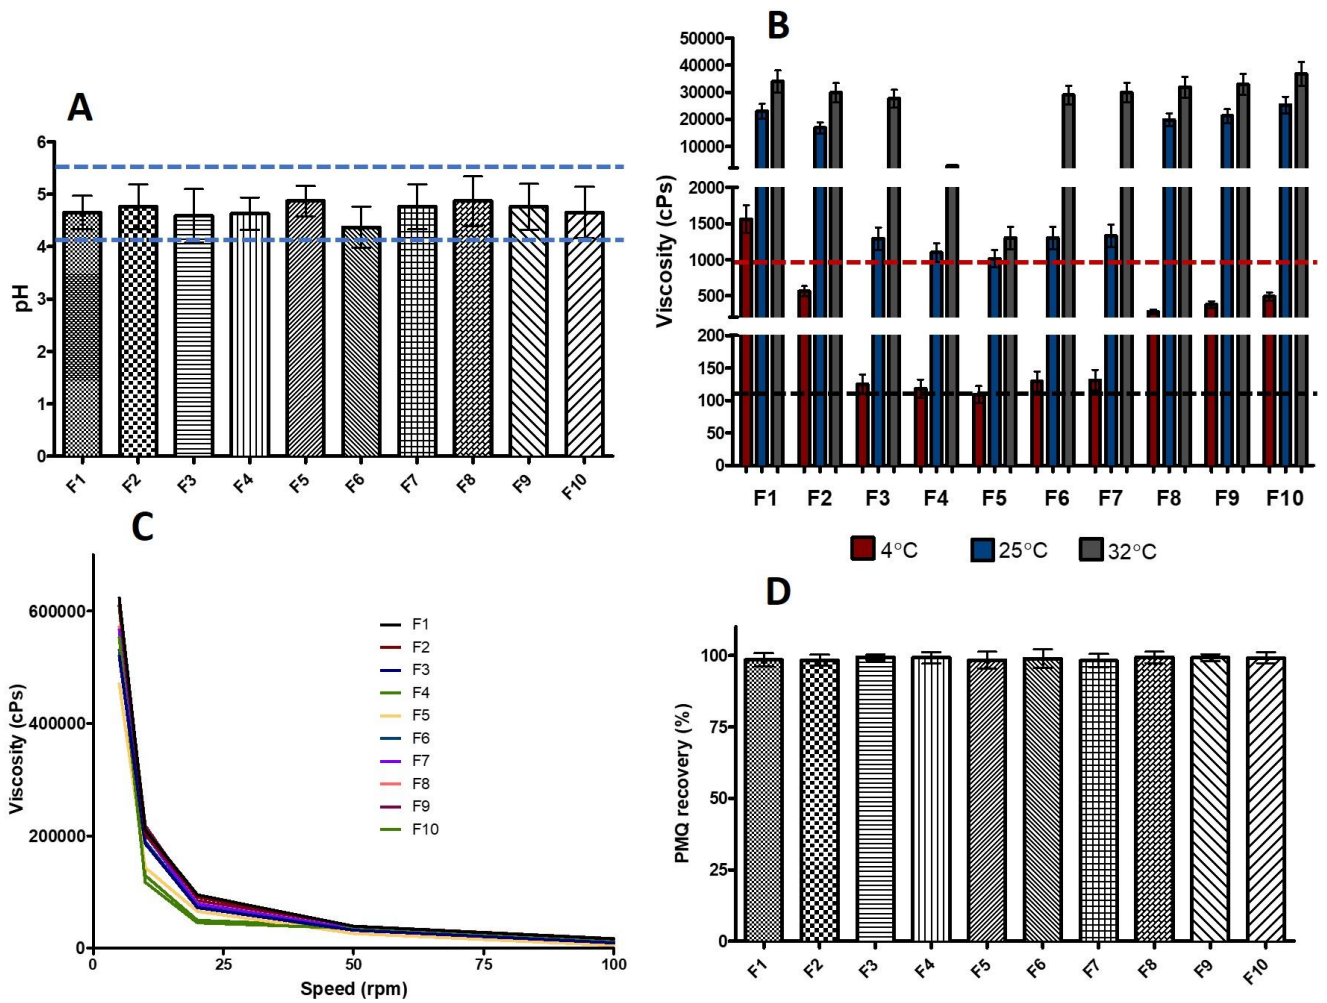 A
pH
6
5
4
3
2
1
0
F1 F2 F3 F4 F5 F6 F7 F8 F9 F10
B
Viscosity (cPs)
50000
40000
30000
20000
10000
2000
1500
1000
500
200
150
100
50
0
F1 F2 F3 F4 F5 F6 F7 F8 F9 F10
4°C 25°C 32°C
C
Viscosity (cPs)
600000
400000
200000
0
0 25 50 75 100
Speed (rpm)
F1
F2
F3
F4
F5
F6
F7
F8
F9
F10
D
PMQ recovery (%)
100
75
50
25
0
F1 F2 F3 F4 F5 F6 F7 F8 F9 F10